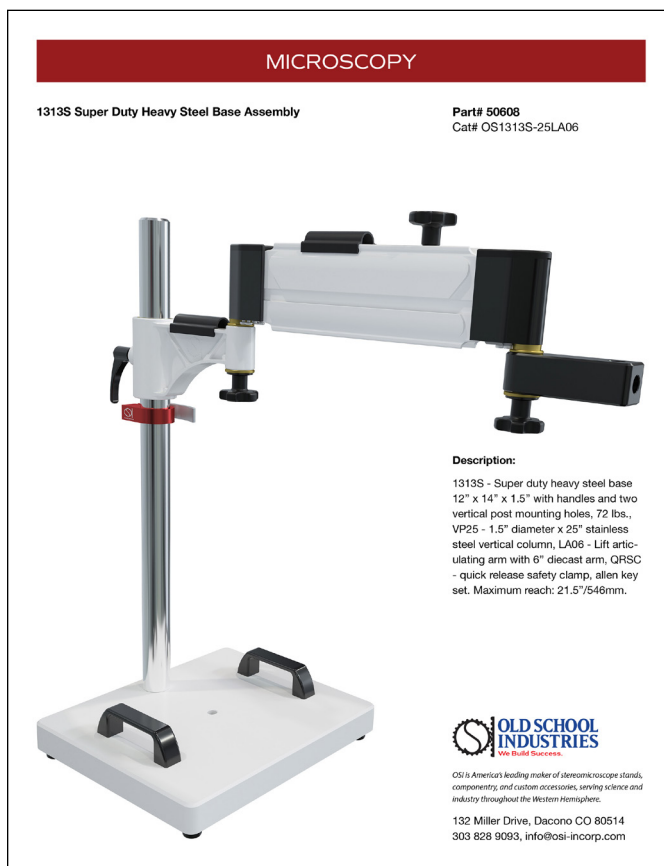 MICROSCOPY
1313S Super Duty Heavy Steel Base Assembly
Part# 50608
Cat# OS1313S-25LA06
OSI
Description:
1313S - Super duty heavy steel base
12” x 14” x 1.5” with handles and two
vertical post mounting holes, 72 lbs.,
VP25 - 1.5” diameter x 25” stainless
steel vertical column, LA06 - Lift artic-
ulating arm with 6” diecast arm, QRSC
- quick release safety clamp, allen key
set. Maximum reach: 21.5”/546mm.
OLD SCHOOL
INDUSTRIES
We Build Success.
OSI is America's leading maker of stereomicroscope stands,
componentry, and custom accessories, serving science and
industry throughout the Western Hemisphere.
132 Miller Drive, Dacono CO 80514
303 828 9093, info@osi-incorp.com